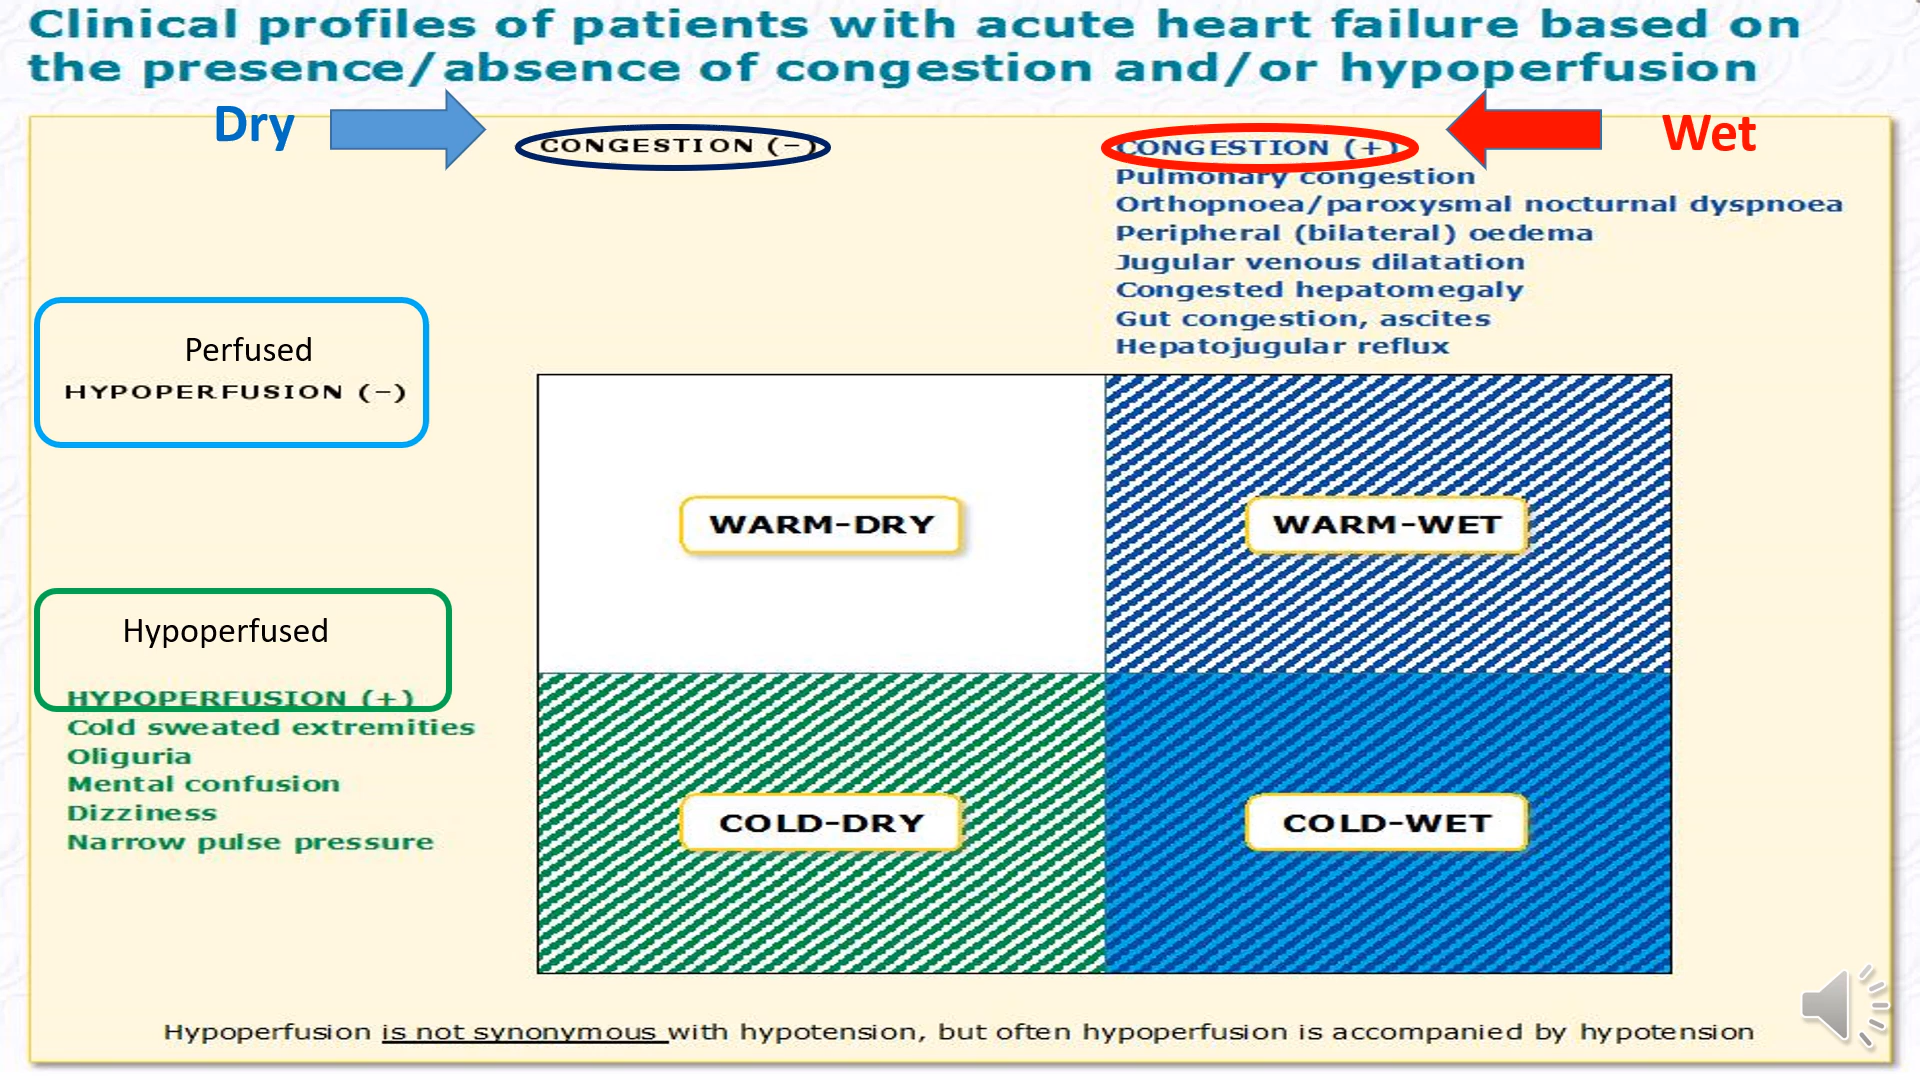 Clinical profiles of patients with acute heart failure based on
the presence/absence of congestion and/or hypoperfusion
Dry
Wet
CONGESTION (−)
CONGESTION (+)
Pulmonary congestion
Orthopnoea/paroxysmal nocturnal dyspnoea
Peripheral (bilateral) oedema
Jugular venous dilatation
Congested hepatomegaly
Gut congestion, ascites
Hepatojugular reflux
Perfused
HYPOPERFUSION (−)
WARM-DRY
WARM-WET
Hypoperfused
HYPOPERFUSION (+)
Cold sweated extremities
Oliguria
Mental confusion
Dizziness
Narrow pulse pressure
COLD-DRY
COLD-WET
Hypoperfusion is not synonymous with hypotension, but often hypoperfusion is accompanied by hypotension